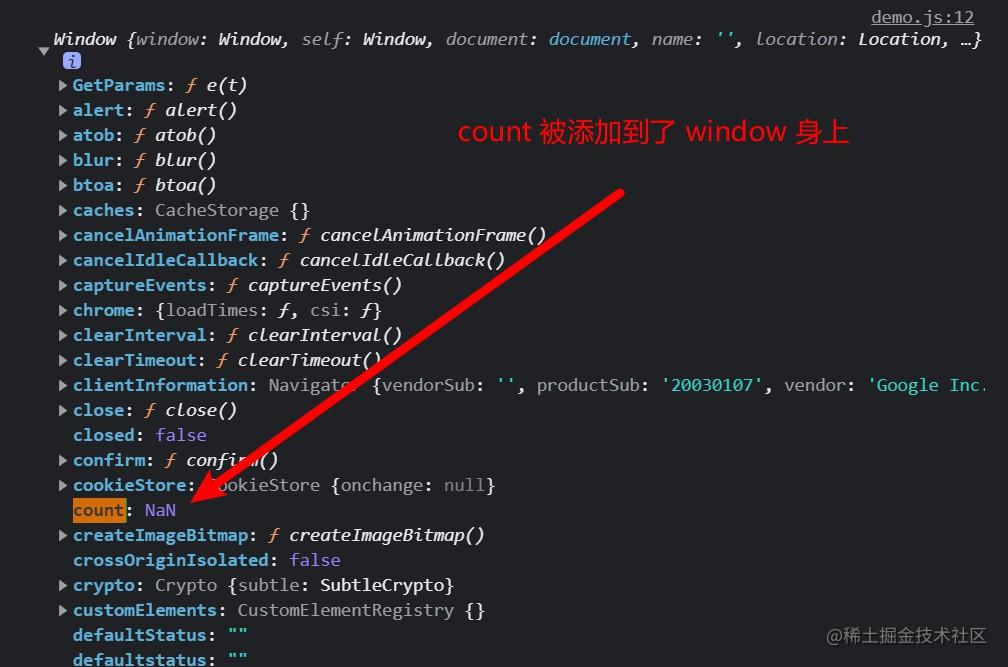 demo.js:12
Window {window: Window, self: Window, document: document, name: '', location: Location, …}
i
GetParams: ƒ e(t)
alert: ƒ alert()
count 被添加到了 window 身上
atob: ƒ atob()
blur: ƒ blur()
btoa: ƒ btoa()
caches: CacheStorage {}
cancelAnimationFrame: ƒ cancelAnimationFrame()
cancelIdleCallback: ƒ cancelIdleCallback()
captureEvents: ƒ captureEvents()
chrome: {loadTimes: ƒ, csi: ƒ}
clearInterval: ƒ clearInterval()
clearTimeout: ƒ clearTimeout()
clientInformation: Navigator {vendorSub: '', productSub: '20030107', vendor: 'Google Inc.
close: ƒ close()
closed: false
confirm: ƒ confirm()
cookieStore: CookieStore {onchange: null}
count: NaN
createImageBitmap: ƒ createImageBitmap()
crossOriginIsolated: false
crypto: Crypto {subtle: SubtleCrypto}
customElements: CustomElementRegistry {}
defaultStatus: ""
defaultstatus: ""
@稀土掘金技术社区